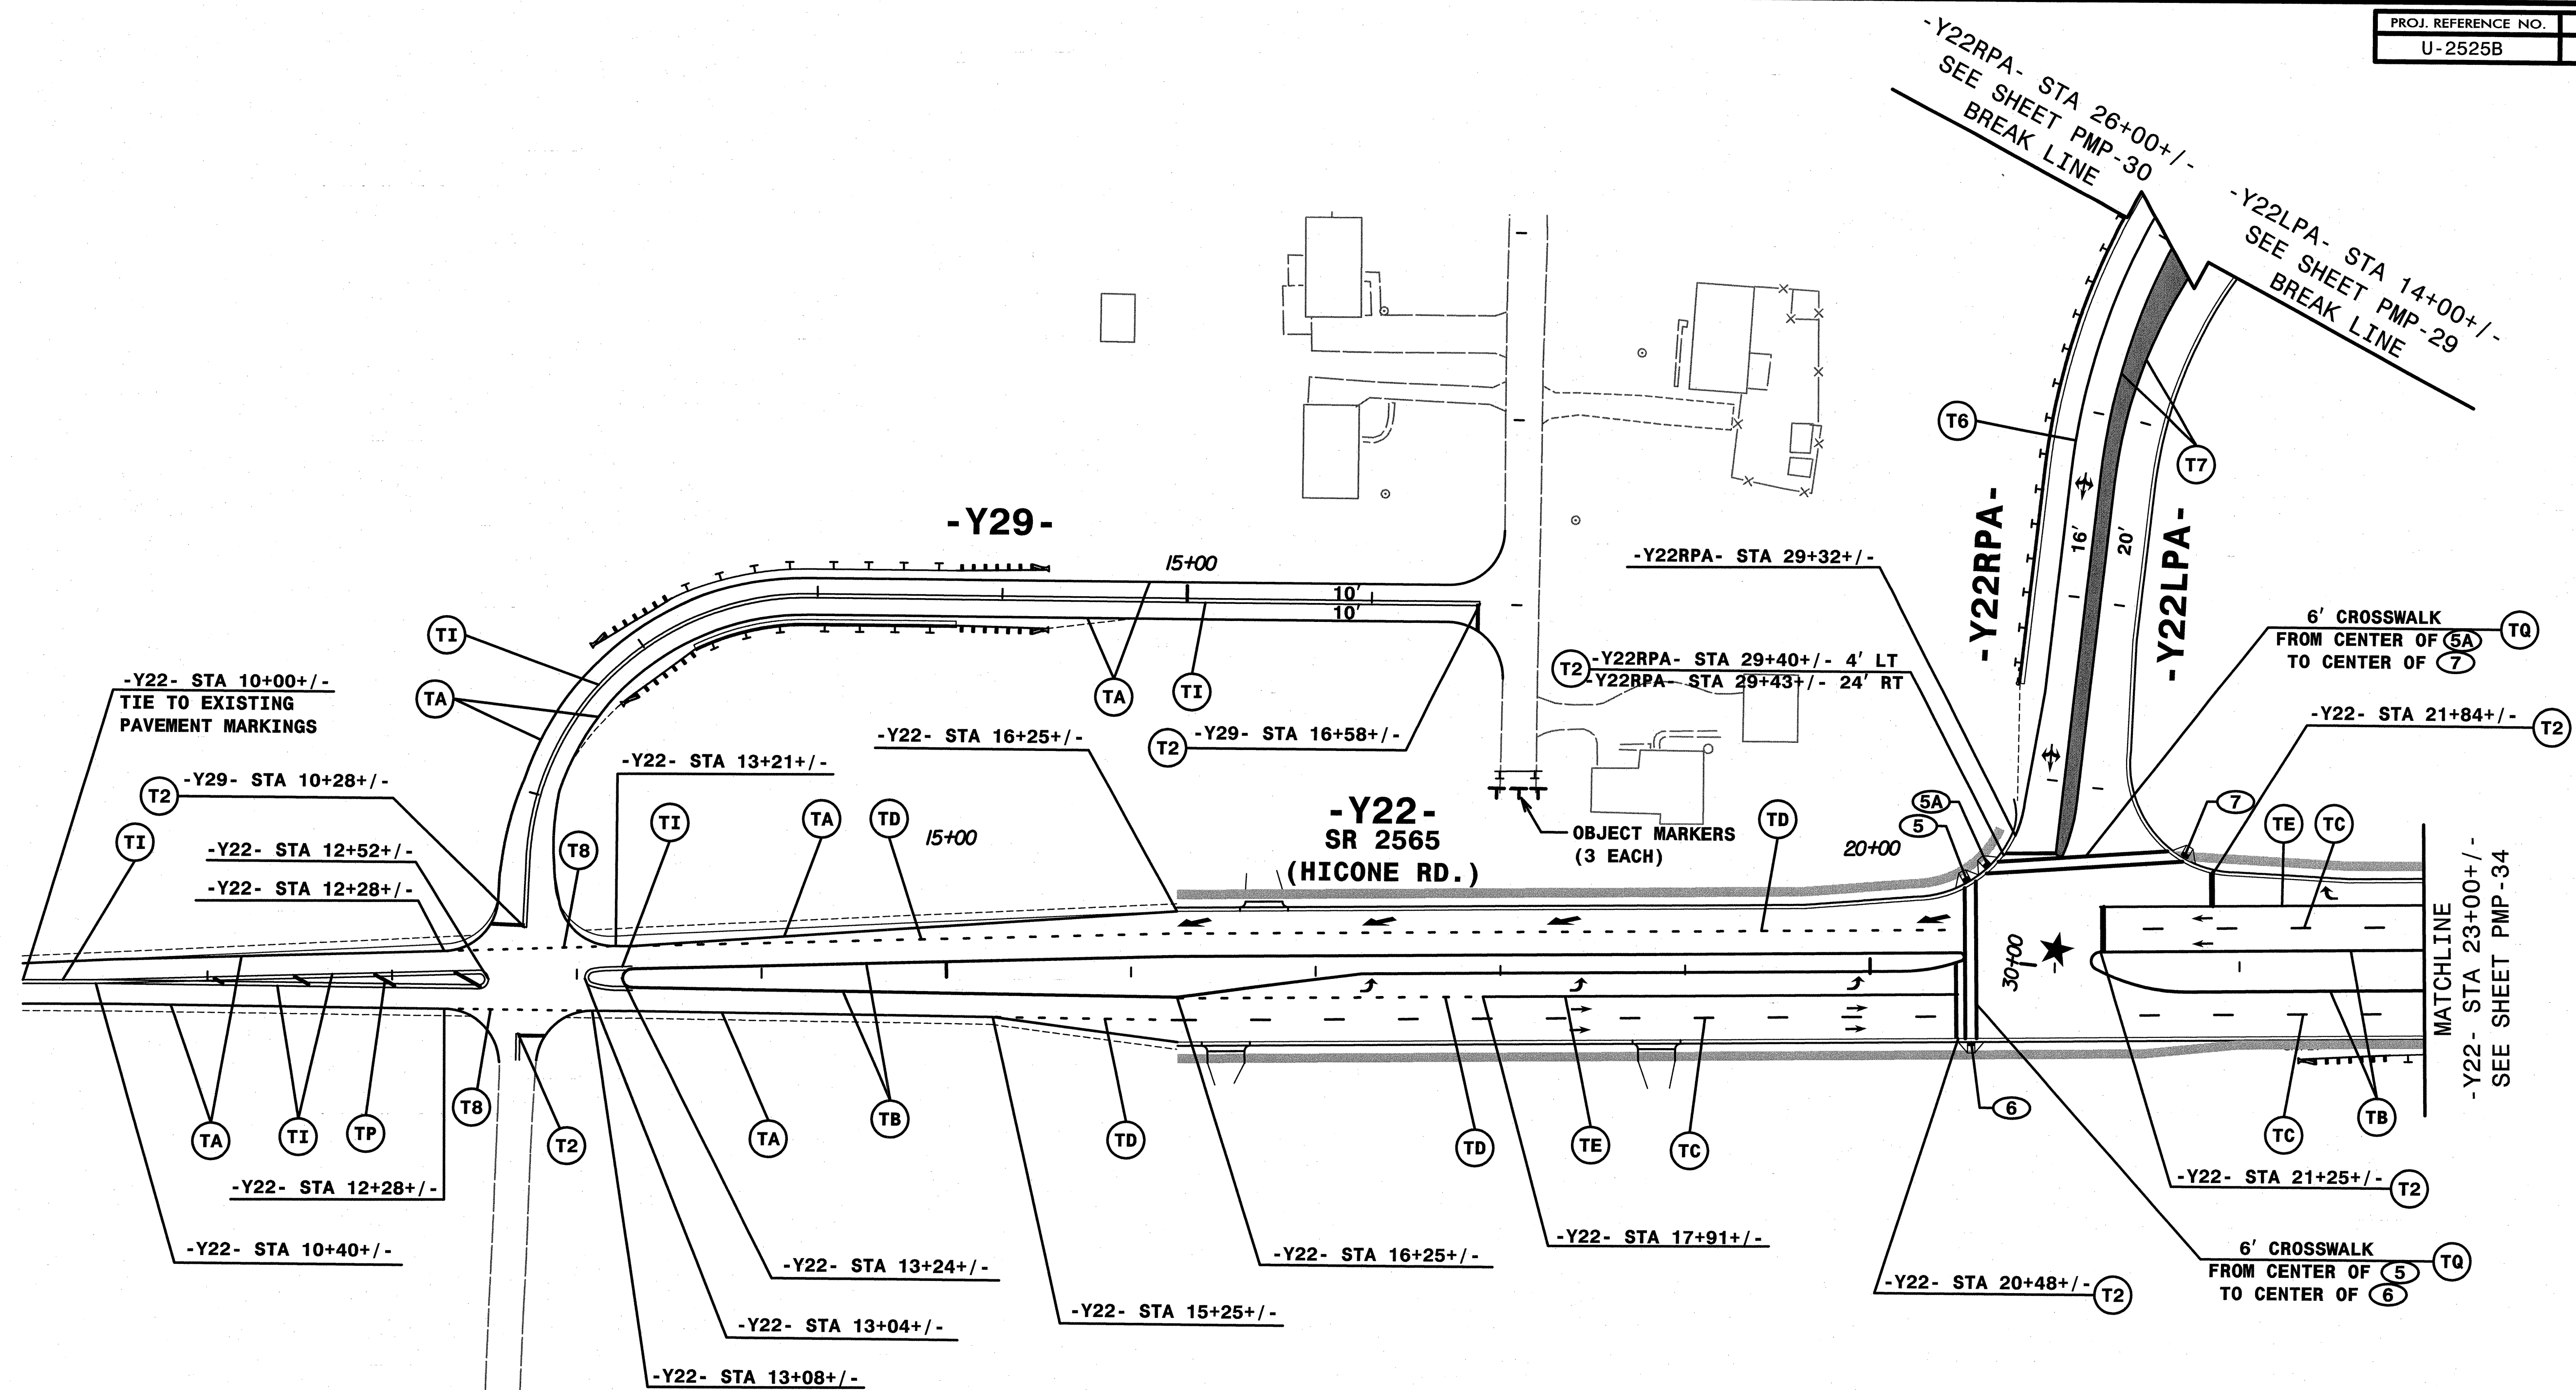 PROJ. REFERENCE NO.
U-2525B
-Y22RPA- STA 26+00+/-
SEE SHEET PMP-30
BREAK LINE
-Y22LPA- STA 14+00+/-
SEE SHEET PMP-29
BREAK LINE
T6
T7
-Y22RPA-
16'
20'
-Y22LPA-
-Y29-
15+00
10'
10'
TI
TA
TA
TI
-Y22RPA- STA 29+32+/-
T2
-Y22RPA- STA 29+40+/- 4' LT
-Y22RPA- STA 29+43+/- 24' RT
6' CROSSWALK
FROM CENTER OF 5A
TO CENTER OF 7
TQ
-Y22- STA 10+00+/-
TIE TO EXISTING
PAVEMENT MARKINGS
-Y22- STA 16+25+/-
T2
-Y29- STA 16+58+/-
-Y22- STA 21+84+/-
T2
-Y22- STA 13+21+/-
T2
-Y29- STA 10+28+/-
TI
-Y22- STA 12+52+/-
-Y22- STA 12+28+/-
T8
TI
TA
TD
15+00
-Y22-
SR 2565
(HICONE RD.)
OBJECT MARKERS
(3 EACH)
TD
20+00
5A
5
7
TE
TC
30+00
MATCHLINE
-Y22- STA 23+00+/-
SEE SHEET PMP-34
TA
TI
TP
T8
T2
TA
TB
TD
TD
TE
TC
6
TC
TB
-Y22- STA 12+28+/-
-Y22- STA 10+40+/-
-Y22- STA 13+24+/-
-Y22- STA 13+04+/-
-Y22- STA 13+08+/-
-Y22- STA 15+25+/-
-Y22- STA 16+25+/-
-Y22- STA 17+91+/-
-Y22- STA 20+48+/-
T2
-Y22- STA 21+25+/-
T2
6' CROSSWALK
FROM CENTER OF 5
TO CENTER OF 6
TQ